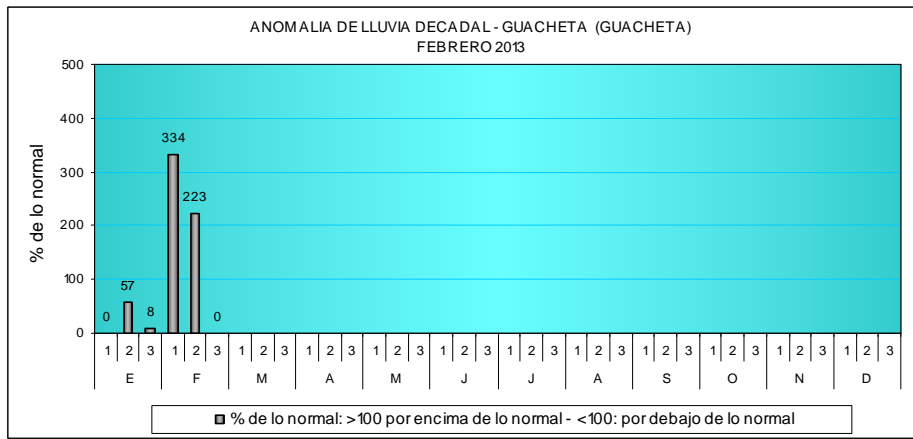 ANOMALIA DE LLUVIA DECADAL - GUACHETA (GUACHETA)
FEBRERO 2013
% de lo normal
500
400
300
200
100
0
0
57
8
334
223
0
1 2 3 1 2 3 1 2 3 1 2 3 1 2 3 1 2 3 1 2 3 1 2 3 1 2 3 1 2 3 1 2 3 1 2 3
E F M A M J J A S O N D
% de lo normal: >100 por encima de lo normal - <100: por debajo de lo normal